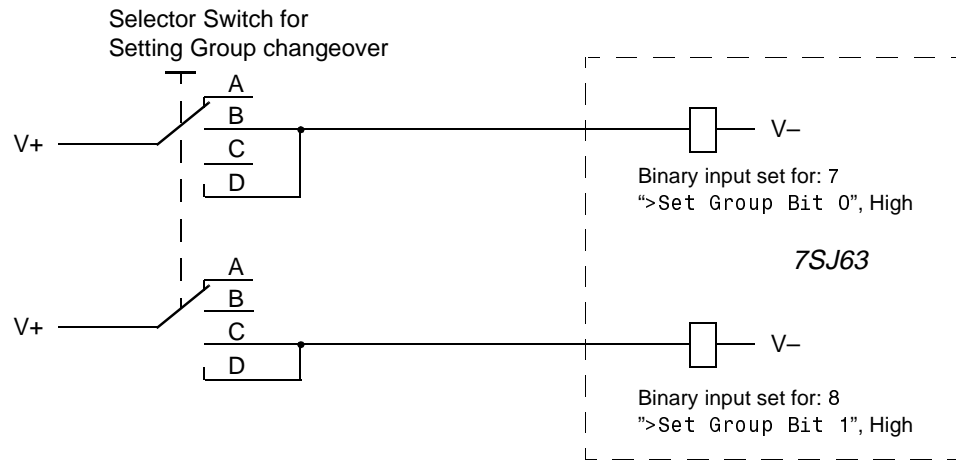 Selector Switch for
Setting Group changeover
A
B
V+
V–
C
D
Binary input set for: 7
“>Set Group Bit 0”, High
7SJ63
A
B
V+
C
V–
D
Binary input set for: 8
”>Set Group Bit 1”, High